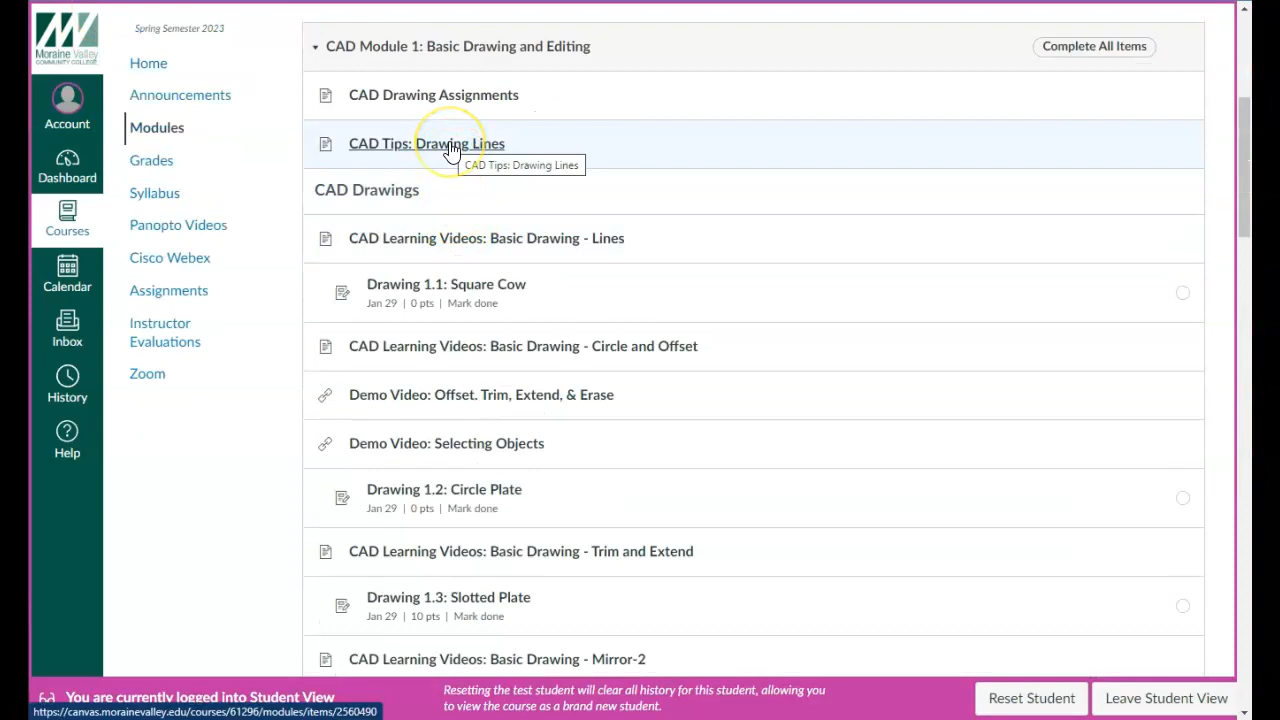 Moraine Valley
COMMUNITY COLLEGE
Account
Dashboard
Courses
Calendar
Inbox
History
Help
Spring Semester 2023
Home
Announcements
Modules
Grades
Syllabus
Panopto Videos
Cisco Webex
Assignments
Instructor
Evaluations
Zoom
CAD Module 1: Basic Drawing and Editing
Complete All Items
CAD Drawing Assignments
CAD Tips: Drawing Lines
CAD Tips: Drawing Lines
CAD Drawings
CAD Learning Videos: Basic Drawing - Lines
Drawing 1.1: Square Cow
Jan 29 | 0 pts | Mark done
CAD Learning Videos: Basic Drawing - Circle and Offset
Demo Video: Offset. Trim, Extend, & Erase
Demo Video: Selecting Objects
Drawing 1.2: Circle Plate
Jan 29 | 0 pts | Mark done
CAD Learning Videos: Basic Drawing - Trim and Extend
Drawing 1.3: Slotted Plate
Jan 29 | 10 pts | Mark done
CAD Learning Videos: Basic Drawing - Mirror-2
You are currently logged into Student View
Resetting the test student will clear all history for this student, allowing you
to view the course as a brand new student.
Reset Student
Leave Student View
https://canvas.morainevalley.edu/courses/61296/modules/items/2560490